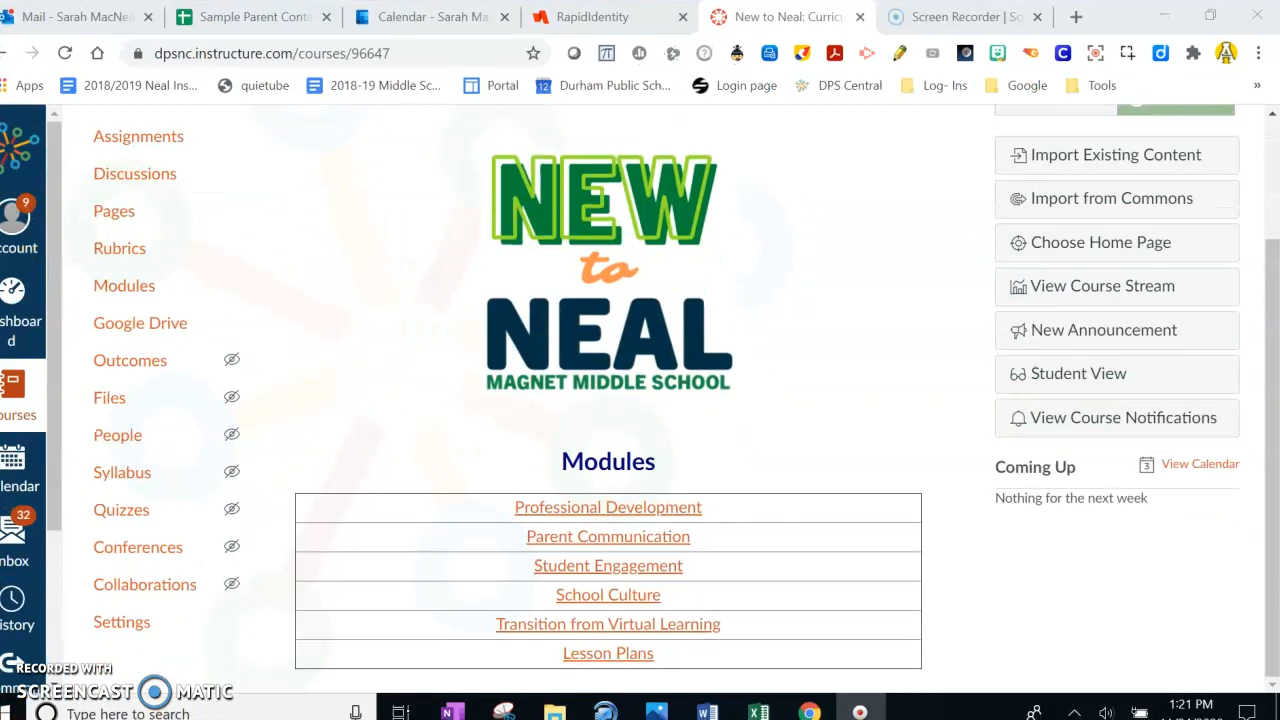 Mail - Sarah MacNei
Sample Parent Conta
Calendar - Sarah Ma
RapidIdentity
New to Neal: Curricu
Screen Recorder | Sc
dpsnc.instructure.com/courses/96647
Apps
2018/2019 Neal Ins...
quietube
2018-19 Middle Sc...
Portal
Durham Public Sch...
Login page
DPS Central
Log- Ins
Google
Tools
»
9
ccount
shboar
d
ourses
lendar
32
nbox
istory
Assignments
Discussions
Pages
Rubrics
Modules
Google Drive
Outcomes
Files
People
Syllabus
Quizzes
Conferences
Collaborations
Settings
NEW
to
NEAL
MAGNET MIDDLE SCHOOL
Modules
Professional Development
Parent Communication
Student Engagement
School Culture
Transition from Virtual Learning
Lesson Plans
Import Existing Content
Import from Commons
Choose Home Page
View Course Stream
New Announcement
Student View
View Course Notifications
Coming Up
3 View Calendar
Nothing for the next week
RECORDED WITH
SCREENCAST MATIC
Type here to search
1:21 PM